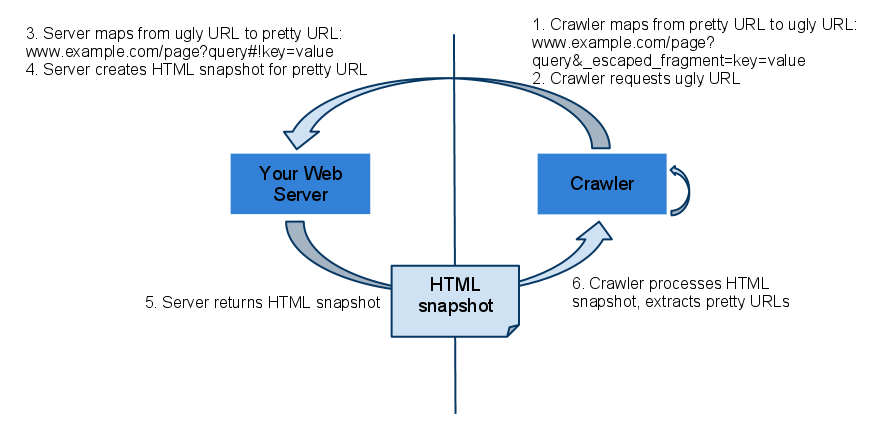 3. Server maps from ugly URL to pretty URL:
www.example.com/page?query#!key=value
4. Server creates HTML snapshot for pretty URL
1. Crawler maps from pretty URL to ugly URL:
www.example.com/page?
query&_escaped_fragment=key=value
2. Crawler requests ugly URL
Your Web
Server
Crawler
HTML
snapshot
5. Server returns HTML snapshot
6. Crawler processes HTML
snapshot, extracts pretty URLs